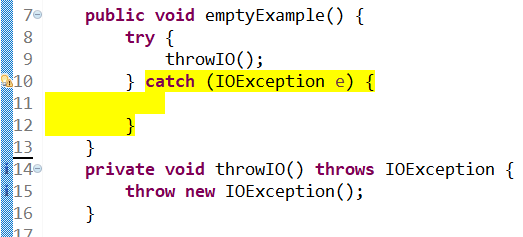 7 public void emptyExample() {
8 try {
9 throwIO();
10 } catch (IOException e) {
11
12 }
13 }
14 private void throwIO() throws IOException {
15 throw new IOException();
16 }